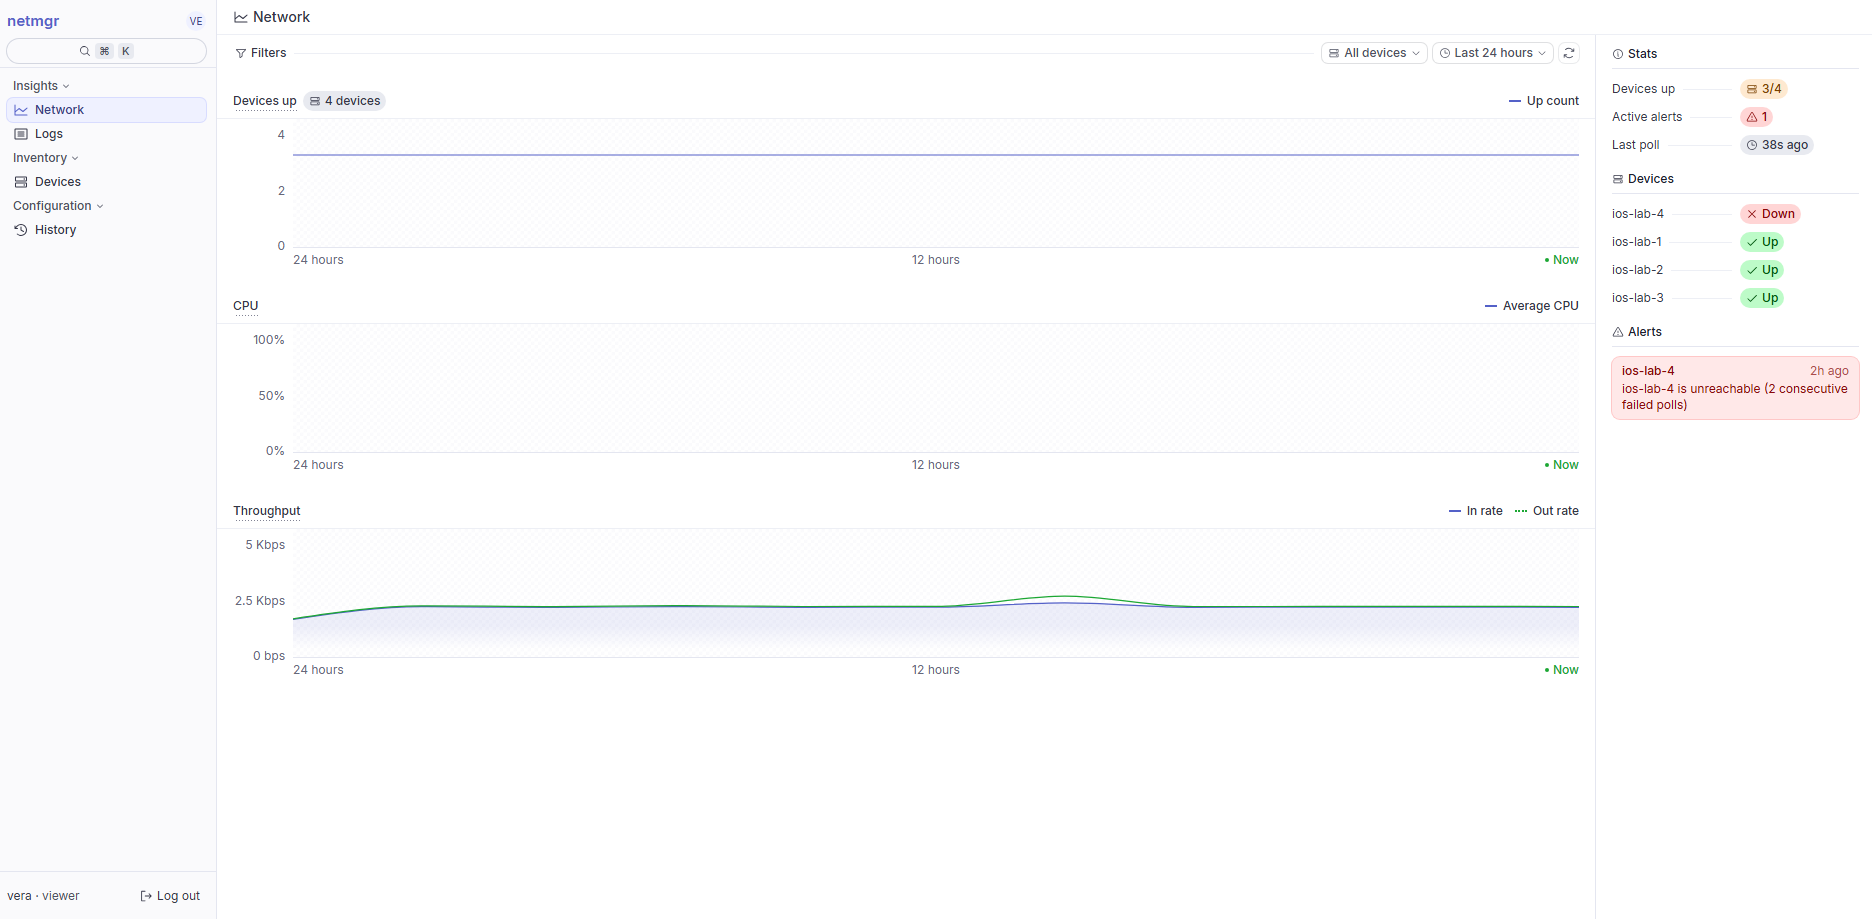 netmgr
VE
⌘ K
Insights
Network
Logs
Inventory
Devices
Configuration
History
vera · viewer
Log out
Network
Filters
All devices
Last 24 hours
Devices up
4 devices
Up count
4
2
0
24 hours
12 hours
Now
CPU
Average CPU
100%
50%
0%
24 hours
12 hours
Now
Throughput
In rate
Out rate
5 Kbps
2.5 Kbps
0 bps
24 hours
12 hours
Now
Stats
Devices up 3/4
Active alerts 1
Last poll 38s ago
Devices
ios-lab-4 Down
ios-lab-1 Up
ios-lab-2 Up
ios-lab-3 Up
Alerts
ios-lab-4 2h ago
ios-lab-4 is unreachable (2 consecutive
failed polls)